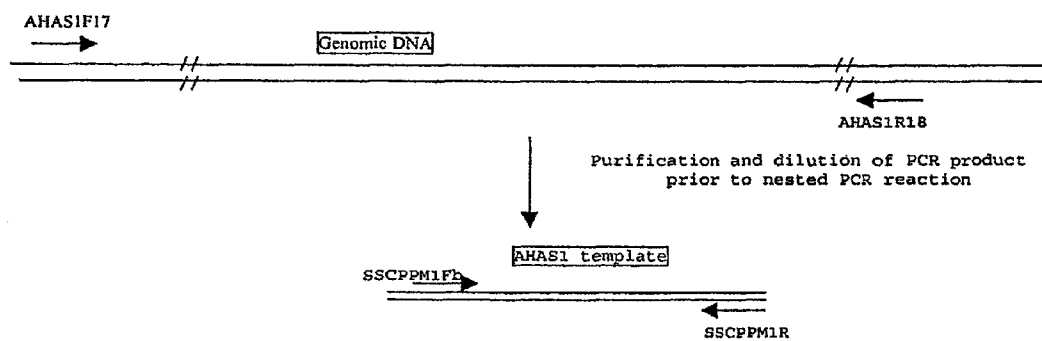 AHAS1F17
Genomic DNA
AHAS1R18
Purification and dilution of PCR product
prior to nested PCR reaction
AHAS1 template
SSCPPM1Fb
SSCPPM1R